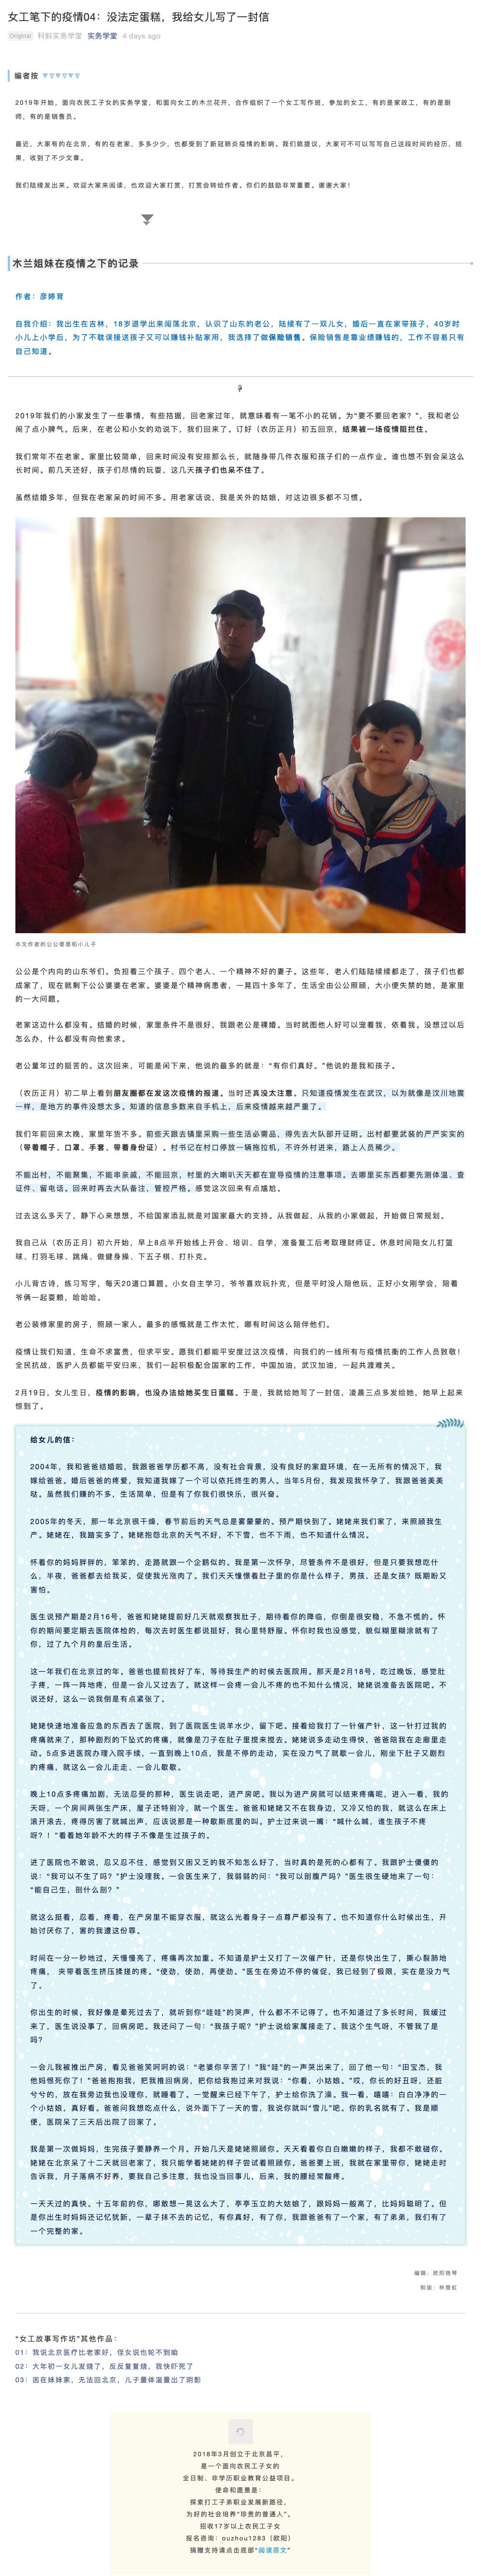 女工笔下的疫情04：没法定蛋糕，我给女儿写了一封信
Original 科蚪实务学堂 实务学堂 4 days ago
编者按
2019年开始，面向农民工子女的实务学堂，和面向女工的木兰花开，合作组织了一个女工写作班，参加的女工，有的是家政工，有的是厨
师，有的是销售员。
最近，大家有的在北京，有的在老家，多多少少，也都受到了新冠肺炎疫情的影响。我们就提议，大家可不可以写写自己这段时间的经历，结
果，收到了不少文章。
我们陆续发出来。欢迎大家来阅读，也欢迎大家打赏，打赏会转给作者。你们的鼓励非常重要。谢谢大家！
木兰姐妹在疫情之下的记录
作者：彦婷育
自我介绍：我出生在吉林，18岁退学出来闯荡北京，认识了山东的老公，陆续有了一双儿女，婚后一直在家带孩子，40岁时
小儿上小学后，为了不耽误接送孩子又可以赚钱补贴家用，我选择了做保险销售。保险销售是靠业绩赚钱的，工作不容易只有
自己知道。
2019年我们的小家发生了一些事情，有些拮据，回老家过年，就意味着有一笔不小的花销。为“要不要回老家？”，我和老公
闹了点小脾气。后来，在老公和小女的劝说下，我们回来了。订好（农历正月）初五回京，结果被一场疫情阻拦住。
我们常年不在老家。家里比较简单，回来时间没有安排那么长，就随身带几件衣服和孩子们的一点作业。谁也想不到会呆这么
长时间。前几天还好，孩子们尽情的玩耍，这几天孩子们也呆不住了。
虽然结婚多年，但我在老家呆的时间不多。用老家话说，我是关外的姑娘，对这边很多都不习惯。
本文作者的公公婆婆和小儿子
公公是个内向的山东爷们。负担着三个孩子、四个老人、一个精神不好的妻子。这些年，老人们陆陆续续都走了，孩子们也都
成家了，现在就剩下公公婆婆在老家。婆婆是个精神病患者，一晃四十多年了，生活全由公公照顾，大小便失禁的她，是家里
的一大问题。
老家这边什么都没有。结婚的时候，家里条件不是很好，我跟老公是裸婚。当时就图他人好可以宠着我，依着我。没想过以后
怎么办，什么都没有向他索求。
老公童年过的挺苦的。这次回来，可能是闲下来，他说的最多的就是：“有你们真好。”他说的是我和孩子。
（农历正月）初二早上看到朋友圈都在发这次疫情的报道。当时还真没太注意。只知道疫情发生在武汉，以为就像是汶川地震
一样，是地方的事件没想太多。知道的信息多数来自手机上，后来疫情越来越严重了。
我们年前回来太晚，家里年货不多。前些天跟去镇里采购一些生活必需品，得先去大队部开证明。出村都要武装的严严实实的
（带着帽子、口罩、手套、带着身份证）。村书记在村口停放一辆拖拉机，不许外村进来，路上人员稀少。
不能出村，不能聚集，不能串亲戚，不能回京，村里的大喇叭天天都在宣导疫情的注意事项。去哪里买东西都要先测体温、查
证件、留电话。回来时再去大队备注，管控严格。感觉这次回来有点尴尬。
过去这么多天了，静下心来想想，不给国家添乱就是对国家最大的支持。从我做起，从我的小家做起，开始做日常规划。
我自己从（农历正月）初六开始，早上8点半开始线上开会、培训、自学，准备复工后考取理财师证。休息时间陪女儿打篮
球、打羽毛球、跳绳、做健身操、下五子棋、打扑克。
小儿背古诗，练习写字，每天20道口算题。小女自主学习，爷爷喜欢玩扑克，但是平时没人陪他玩，正好小女刚学会，陪着
爷俩一起耍赖，哈哈哈。
老公装修家里的房子，照顾一家人。最多的感慨就是工作太忙，哪有时间这么陪伴他们。
疫情让我们知道，生命不求富贵，但求平安。愿我们都能平安度过这次疫情，向我们的一线所有与疫情抗衡的工作人员致敬！
全民抗战，医护人员都能平安归来，我们一起积极配合国家的工作，中国加油，武汉加油，一起共渡难关。
2月19日，女儿生日，疫情的影响，也没办法给她买生日蛋糕。于是，我就给她写了一封信，凌晨三点多发给她，她早上起来
惊到了。
给女儿的信：
2004年，我和爸爸结婚啦，我跟爸爸学历都不高，没有社会背景，没有良好的家庭环境，在一无所有的情况下，我
嫁给爸爸。婚后爸爸的疼爱，我知道我嫁了一个可以依托终生的男人。当年5月份，我发现我怀孕了，我跟爸爸美美
哒。虽然我们赚的不多，生活简单，但是有了你我们很快乐，很兴奋。
2005年的冬天，那一年北京很干燥，春节前后的天气总是雾蒙蒙的。预产期快到了。姥姥来我们家了，来照顾我生
产。姥姥在，我踏实多了。姥姥抱怨北京的天气不好，不下雪，也不下雨，也不知道什么情况。
怀着你的妈妈胖胖的，笨笨的，走路就跟一个企鹅似的。我是第一次怀孕，尽管条件不是很好，但是只要我想吃什
么，半夜，爸爸都去给我买，促使我光涨肉了。我们天天憧憬着肚子里的你是什么样子，男孩，还是女孩？既期盼又
害怕。
医生说预产期是2月16号，爸爸和姥姥提前好几天就观察我肚子，期待着你的降临，你倒是很安稳，不急不慌的。怀
你的期间要定期去医院体检的，每次去时医生都说挺好，我心里特舒服。怀你时我也没感觉，貌似糊里糊涂就有了
你，过了九个月的皇后生活。
这一年我们在北京过的年。爸爸也提前找好了车，等待我生产的时候去医院用。那天是2月18号，吃过晚饭，感觉肚
子疼，一阵一阵地疼，但是一会儿又过去了。就这样一会疼一会儿不疼的也不知什么情况，姥姥说准备去医院吧。不
说还好，这么一说我倒是有点紧张了。
姥姥快速地准备应急的东西去了医院，到了医院医生说羊水少，留下吧。接着给我打了一针催产针，这一针打过我的
疼痛就来了，那种剧烈的下坠式的疼痛，就像是刀子在肚子里搅来搅去。姥姥说多走动生得快，爸爸陪我在走廊里走
动。5点多进医院办理入院手续，一直到晚上10点，我是不停的走动，实在没力气了就歇一会儿，刚坐下肚子又剧烈
的疼痛，就这么一会儿走走、一会儿歇歇。
晚上10点多疼痛加剧，无法忍受的那种，医生说走吧，进产房吧。我以为进产房就可以结束疼痛呢，进入一看，我的
天呀，一个房间两张生产床，屋子还特别冷，就一个医生。爸爸和姥姥又不在我身边，又冷又怕的我，就这么在床上
滚开滚去，疼得厉害了就喊出声，应该说那是一种歇斯底里的叫。护士过来说一嘴：“喊什么喊，谁生孩子不疼
呀？！”看着她年龄不大的样子不像是生过孩子的。
进了医院也不敢说，忍又忍不住，感觉到又困又乏的我不知怎么好了，当时真的是死的心都有了。我跟护士傻傻的
说：“我可以不生了吗？”护士没理我。一会医生来了，我弱弱的问：“我可以剖腹产吗？”医生很生硬地来了一句：
“能自己生，剖什么剖？”
就这么挺着，忍着，疼着，在产房里不能穿衣服，就这么光着身子一点尊严都没有了。也不知道你什么时候出生，开
始讨厌你了，害的我遭这份罪。
时间在一分一秒地过，天慢慢亮了，疼痛再次加重。不知道是护士又打了一次催产针，还是你快出生了，撕心裂肺地
疼痛，夹带着医生挤压揉搓的疼。“使劲，使劲，再使劲。”医生在旁边不停的催促，我已经到了极限，实在是没力气
了。
你出生的时候，我好像是晕死过去了，就听到你“哇哇”的哭声，什么都不不记得了。也不知道过了多长时间，我缓过
来了，医生说没事了，回病房吧。我还问了一句：“我孩子呢？”护士说给家属接走了。我这个生气呀，不管我了是
吗？
一会儿我被推出产房，看见爸爸笑呵呵的说：“老婆你辛苦了！”我“哇”的一声哭出来了，回了他一句：“田宝杰，我
他妈恨死你了！”爸爸抱抱我，把我推回病房，把你给我抱过来对我说：“你看，小姑娘。”哎，你长的好丑呀，还脏
兮兮的，放在我旁边我也没理你，就睡着了。一觉醒来已经下午了，护士给你洗了澡。我一看，嘻嘻：白白净净的一
个小姑娘，真好看。爸爸问我想吃点什么，说外面下了一天的雪，我说你就叫“雪儿”吧。你的乳名就有了。我是顺
便，医院呆了三天后出院了回家了。
我是第一次做妈妈，生完孩子要静养一个月。开始几天是姥姥照顾你。天天看着你白白嫩嫩的样子，我都不敢碰你。
姥姥在北京呆了十二天就回老家了，我只能学着姥姥的样子尝试着照顾你。爸爸要上班，我就在家里带你，姥姥走时
告诉我，月子落病不好养，要我自己多注意，我也没当回事儿，后来，我的腰经常酸疼。
一天天过的真快。十五年前的你，哪敢想一晃这么大了，亭亭玉立的大姑娘了，跟妈妈一般高了，比妈妈聪明了。但
是你出生时妈妈还记忆犹新，一辈子抹不去的记忆，有你真好，有了你，我跟爸爸有了一个家，有了弟弟，我们有了
一个完整的家。
编辑：欧阳艳琴
制版：林俊虹
“女工故事写作坊”其他作品：
01：我说北京医疗比老家好，侄女说也轮不到咱
02：大年初一女儿发烧了，反反复复烧，我快吓死了
03：困在妹妹家，无法回北京，儿子量体温量出了阴影
2018年3月创立于北京昌平，
是一个面向农民工子女的
全日制、非学历职业教育公益项目。
使命和愿景是：
探索打工子弟职业发展新路径，
为好的社会培养“珍贵的普通人”。
招收17岁以上农民工子女
报名咨询：ouzhou1283（欧阳）
捐赠支持请点击底部“阅读原文”